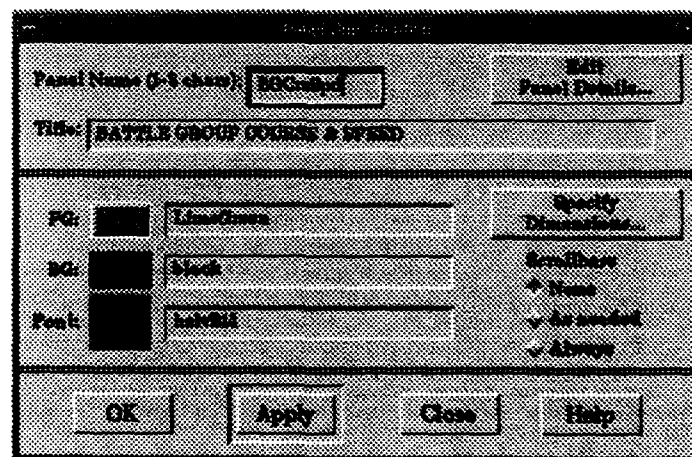 Panel Name (1-8 chars):
Edit
Panel Details...
Title: BATTLE GROUP COURSE & SPEED
FG: LimeGreen
Specify
Dimensions...
BG: black
Scrollbars
None
Font:
As needed
Always
OK Apply Close Help